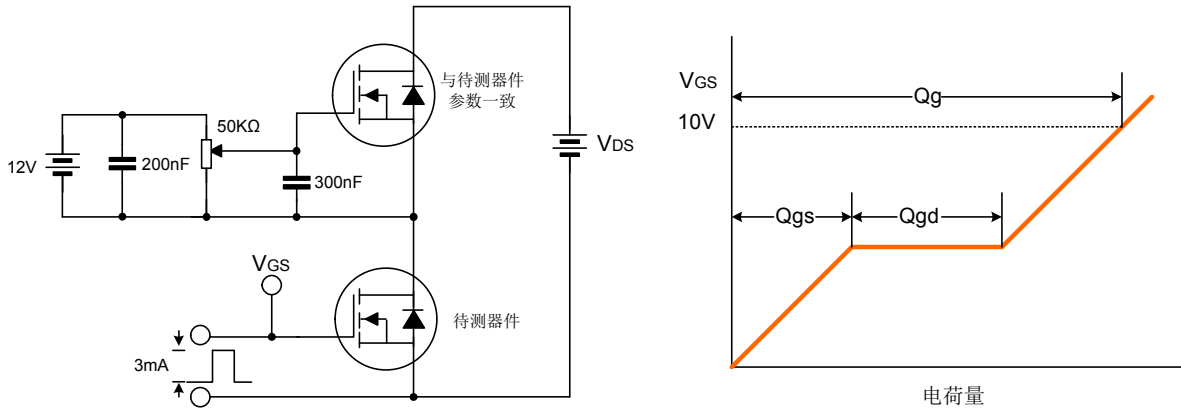 与待测器件
参数一致
50KΩ
12V
200nF
300nF
VDS
VGS
待测器件
3mA
VGS
10V
Qg
Qgs
Qgd
电荷量